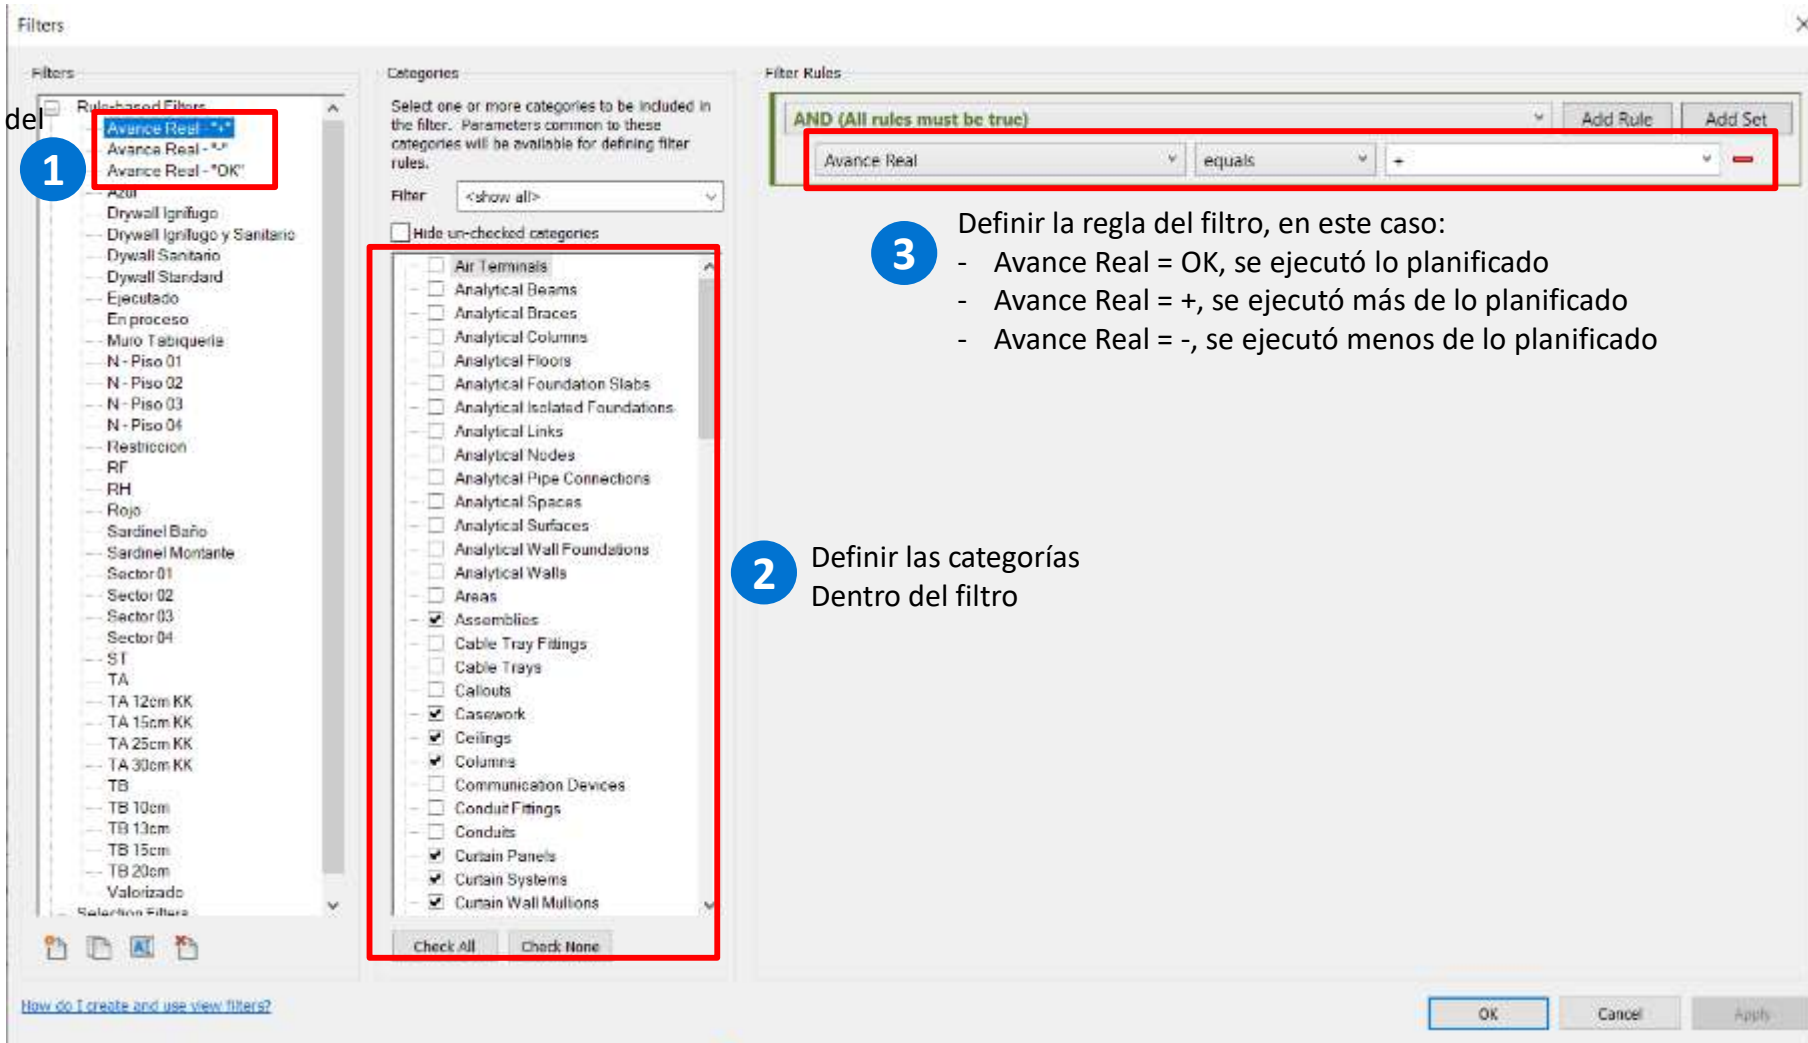 Filters
Filters
del
Rule-based Filters
Avance Real - "+"
Avance Real - "-"
Avance Real - "OK"
1
Azul
Drywall Ignifugo
Drywall Ignifugo y Sanitario
Dywall Sanitario
Dywall Standard
Ejecutado
En proceso
Muro Tabiqueria
N - Piso 01
N - Piso 02
N - Piso 03
N - Piso 04
Restriccion
RF
RH
Rojo
Sardinel Baño
Sardinel Montante
Sector 01
Sector 02
Sector 03
Sector 04
ST
TA
TA 12cm KK
TA 15cm KK
TA 25cm KK
TA 30cm KK
TB
TB 10cm
TB 13cm
TB 15cm
TB 20cm
Valorizado
Selection Filters
How do I create and use view filters?
Categories
Select one or more categories to be included in
the filter. Parameters common to these
categories will be available for defining filter
rules.
Filter <show all>
Hide un-checked categories
Air Terminals
Analytical Beams
Analytical Braces
Analytical Columns
Analytical Floors
Analytical Foundation Slabs
Analytical Isolated Foundations
Analytical Links
Analytical Nodes
Analytical Pipe Connections
Analytical Spaces
Analytical Surfaces
Analytical Wall Foundations
Analytical Walls
Areas
Assemblies
Cable Tray Fittings
Cable Trays
Callouts
Casework
Ceilings
Columns
Communication Devices
Conduit Fittings
Conduits
Curtain Panels
Curtain Systems
Curtain Wall Mullions
Check All Check None
2
Definir las categorías
Dentro del filtro
Filter Rules
AND (All rules must be true) Add Rule Add Set
Avance Real equals +
3
Definir la regla del filtro, en este caso:
- Avance Real = OK, se ejecutó lo planificado
- Avance Real = +, se ejecutó más de lo planificado
- Avance Real = -, se ejecutó menos de lo planificado
OK Cancel Apply